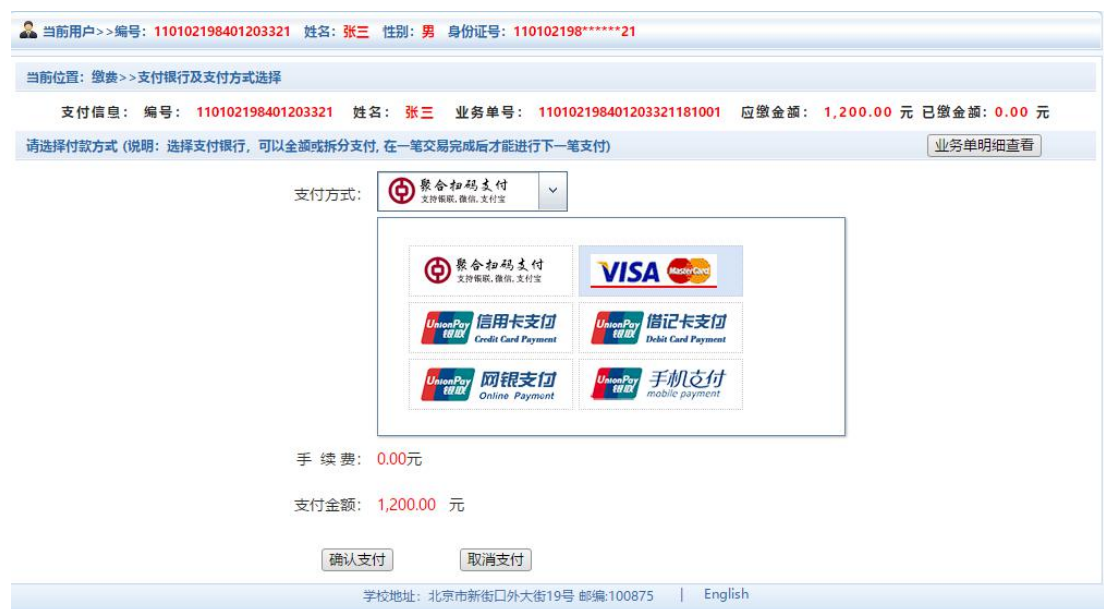 当前用户>>编号：110102198401203321 姓名：张三 性别：男 身份证号：110102198******21
当前位置：缴费>>支付银行及支付方式选择
支付信息： 编号： 110102198401203321 姓名： 张三 业务单号： 110102198401203321181001 应缴金额： 1,200.00 元 已缴金额：0.00 元
请选择付款方式 (说明：选择支付银行，可以全额或拆分支付,在一笔交易完成后才能进行下一笔支付) 业务单明细查看
支付方式： 聚合扫码支付
支持银联,微信,支付宝
聚合扫码支付 VISA MasterCard
支持银联,微信,支付宝
UnionPay 银联 信用卡支付 Credit Card Payment UnionPay 银联 借记卡支付 Debit Card Payment
UnionPay 银联 网银支付 Online Payment UnionPay 银联 手机支付 mobile payment
手 续 费： 0.00元
支付金额： 1,200.00 元
确认支付 取消支付
学校地址：北京市新街口外大街19号 邮编:100875 | English